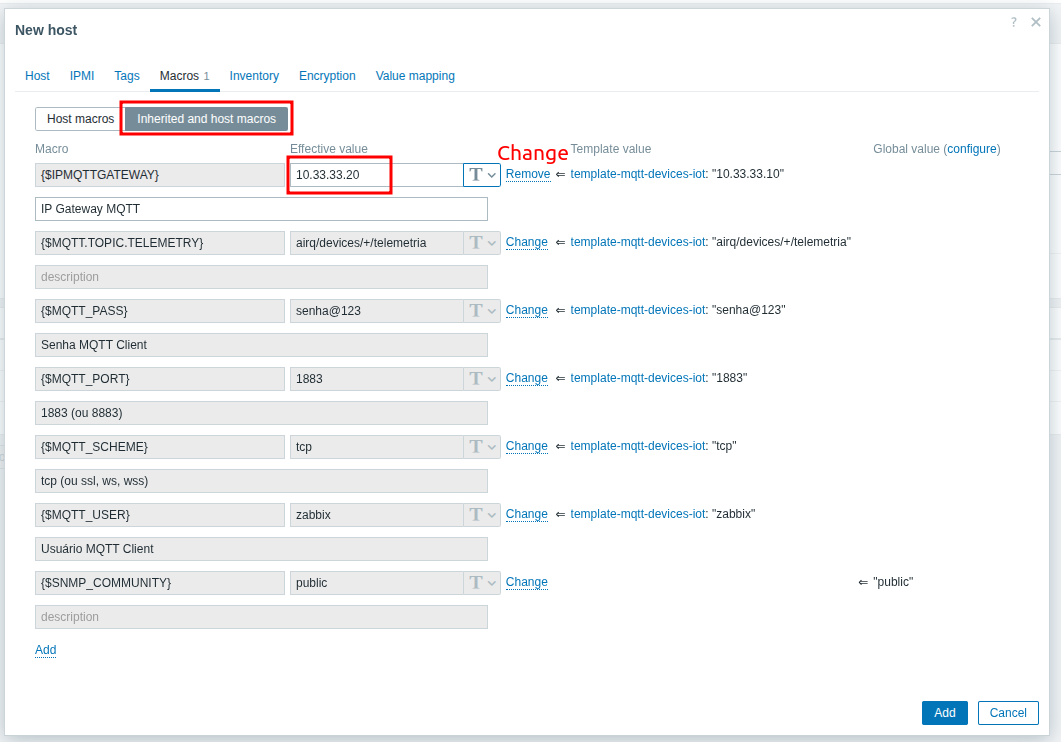 New host
?
Host IPMI Tags Macros 1 Inventory Encryption Value mapping
Host macros Inherited and host macros
Macro Effective value Change Template value Global value (configure)
{$IPMQTTGATEWAY} 10.33.33.20 T Remove ⇐ template-mqtt-devices-iot: "10.33.33.10"
IP Gateway MQTT
{$MQTT.TOPIC.TELEMETRY} airq/devices/+/telemetria T Change ⇐ template-mqtt-devices-iot: "airq/devices/+/telemetria"
description
{$MQTT_PASS} senha@123 T Change ⇐ template-mqtt-devices-iot: "senha@123"
Senha MQTT Client
{$MQTT_PORT} 1883 T Change ⇐ template-mqtt-devices-iot: "1883"
1883 (ou 8883)
{$MQTT_SCHEME} tcp T Change ⇐ template-mqtt-devices-iot: "tcp"
tcp (ou ssl, ws, wss)
{$MQTT_USER} zabbix T Change ⇐ template-mqtt-devices-iot: "zabbix"
Usuário MQTT Client
{$SNMP_COMMUNITY} public T Change ⇐ "public"
description
Add
Add Cancel